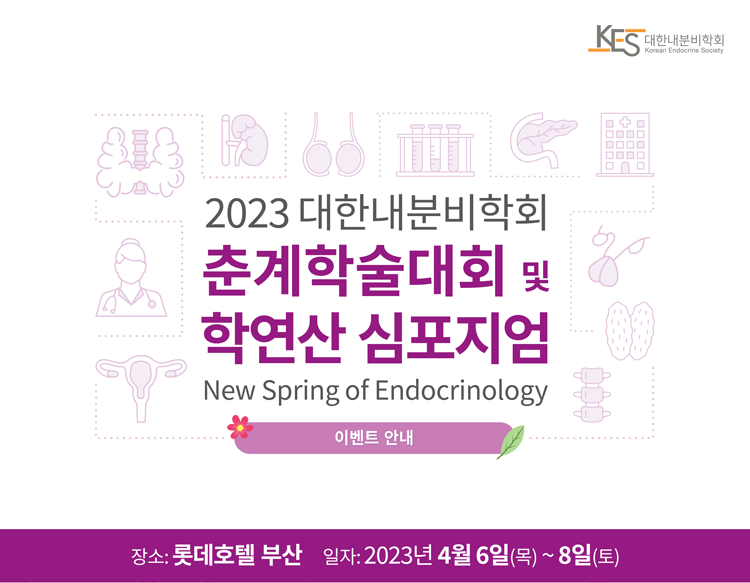 KES 대한내분비학회
Korean Endocrine Society
2023 대한내분비학회
춘계학술대회 및
학연산 심포지엄
New Spring of Endocrinology
이벤트 안내
장소: 롯데호텔 부산 일자: 2023년 4월 6일(목) ~ 8일(토)